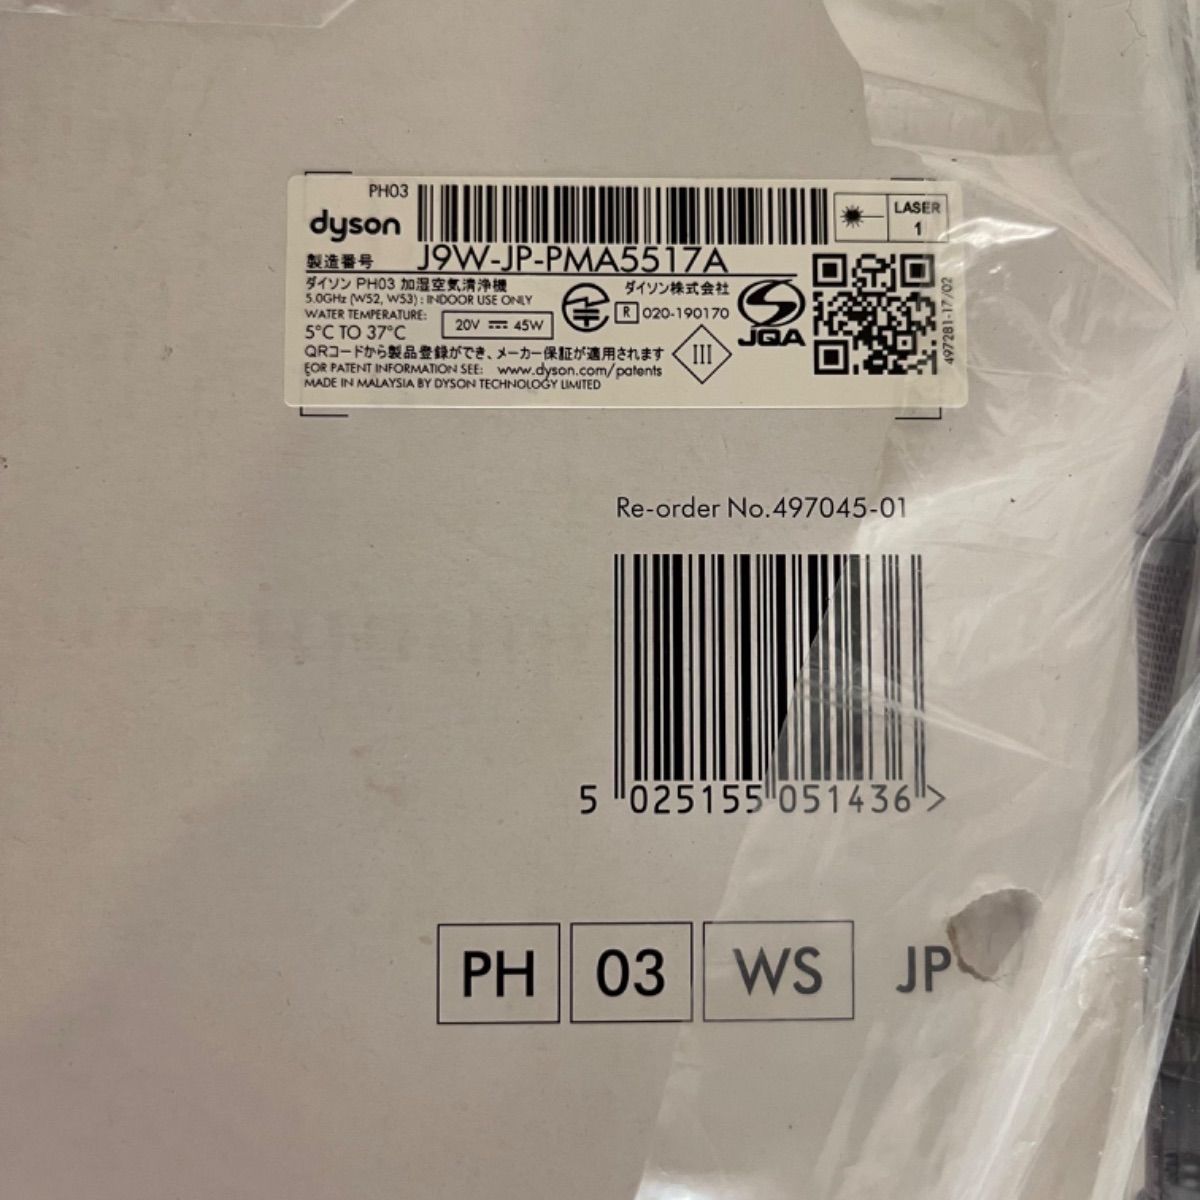 PH03
dyson
LASER
1
製造番号 J9W-JP-PMA5517A
ダイソン PH03 加湿空気清浄機
ダイソン株式会社
5.0GHz (W52, W53) : INDOOR USE ONLY
WATER TEMPERATURE:
5°C TO 37°C
20V ⎓ 45W
R 020-190170
JQA
QRコードから製品登録ができ、メーカー保証が適用されます
III
FOR PATENT INFORMATION SEE: www.dyson.com/patents
MADE IN MALAYSIA BY DYSON TECHNOLOGY LIMITED
497281-17/02
Re-order No.497045-01
5 025155 051436 >
PH 03 WS JP